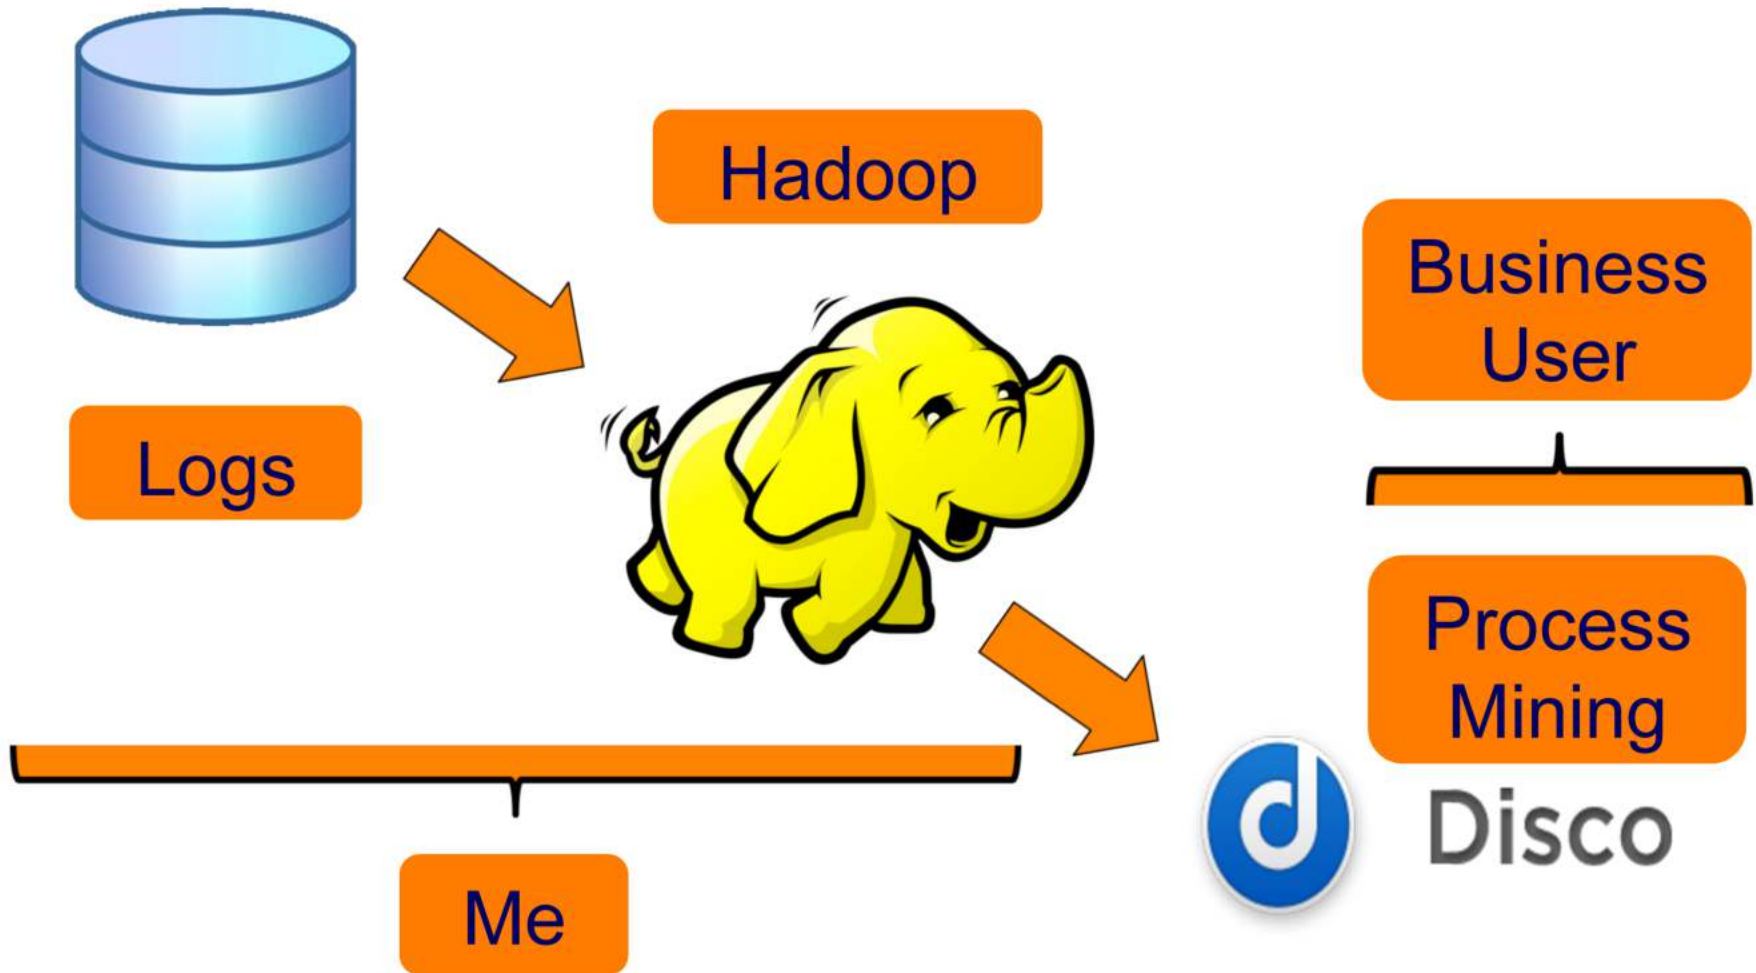 Hadoop
Logs
Business
User
Process
Mining
Disco
Me